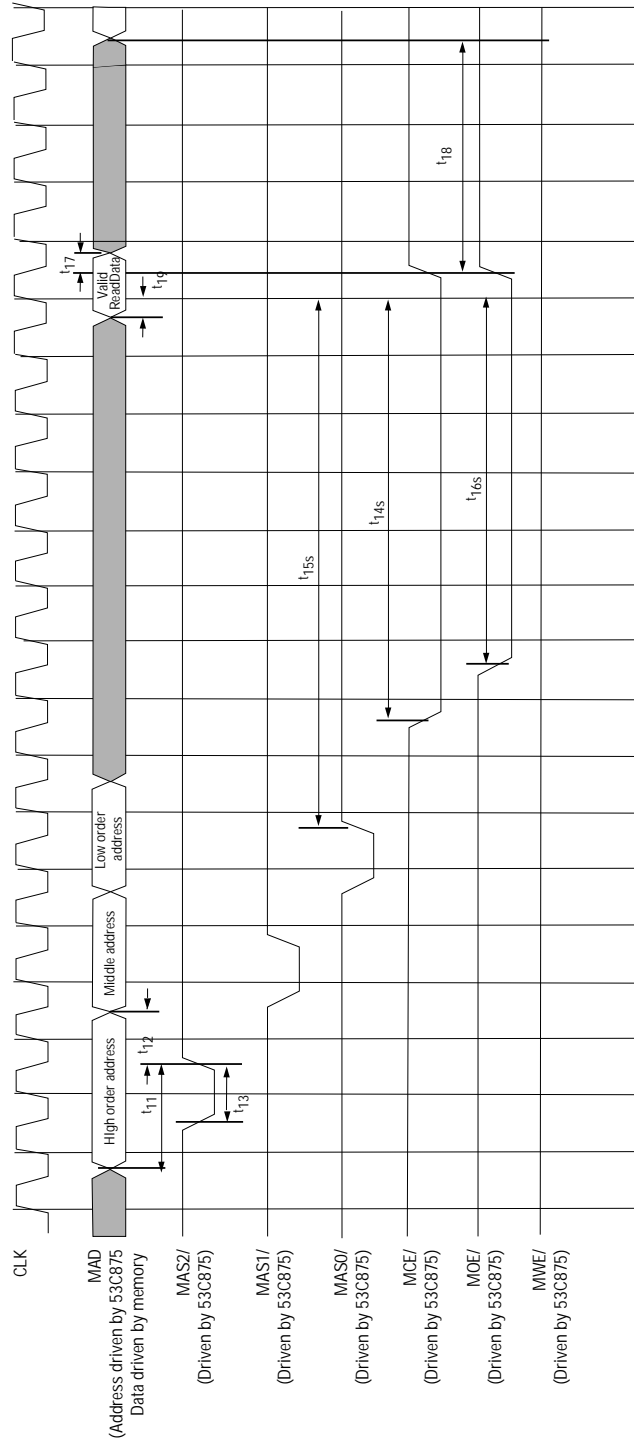 CLK
MAD
(Address driven by 53C875
Data driven by memory
MAS2/
(Driven by 53C875)
MAS1/
(Driven by 53C875)
MAS0/
(Driven by 53C875)
MCE/
(Driven by 53C875)
MOE/
(Driven by 53C875)
MWE/
(Driven by 53C875)
HIgh order address
Middle address
Low order
address
Valid
ReadData
t11
t12
t13
t15s
t14s
t16s
t17
t19
t18